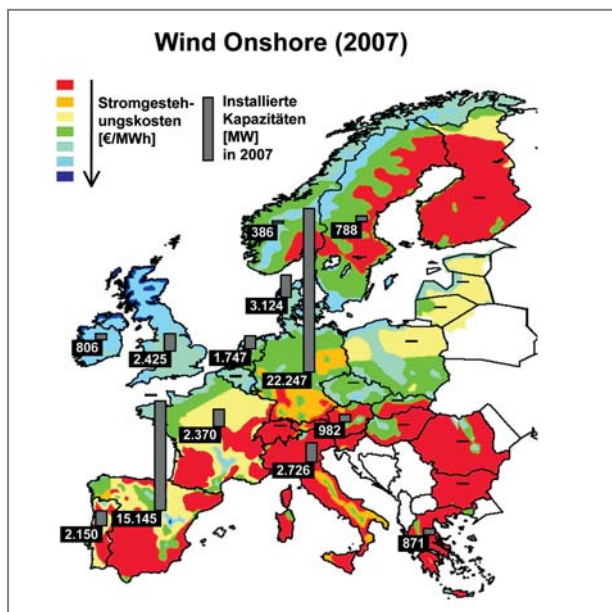 Wind Onshore (2007)
Stromgesteh-
ungskosten
[€/MWh]
Installierte
Kapazitäten
[MW]
in 2007
386
788
3.124
806
2.425
1.747
22.247
2.370
982
2.726
15.145
2.150
871